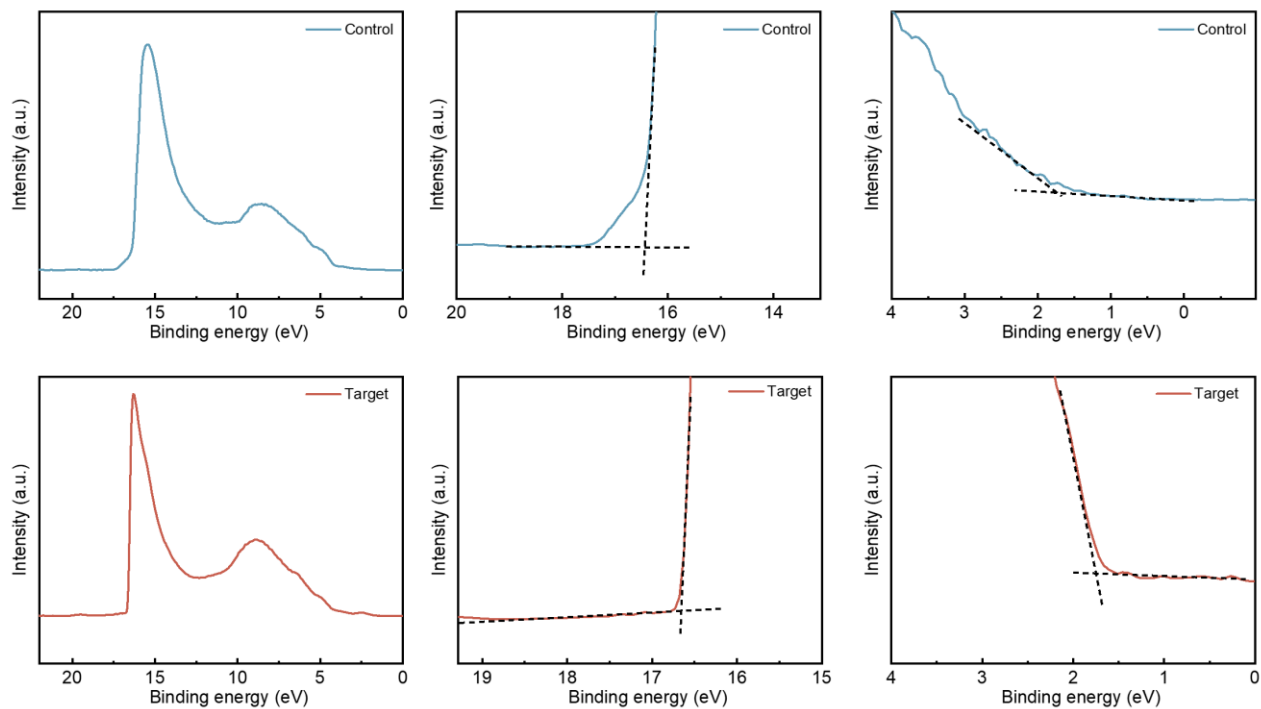 Control
Intensity (a.u.)
20 15 10 5 0
Binding energy (eV)
Control
Intensity (a.u.)
20 18 16 14
Binding energy (eV)
Control
Intensity (a.u.)
4 3 2 1 0
Binding energy (eV)
Target
Intensity (a.u.)
20 15 10 5 0
Binding energy (eV)
Target
Intensity (a.u.)
19 18 17 16 15
Binding energy (eV)
Target
Intensity (a.u.)
4 3 2 1 0
Binding energy (eV)